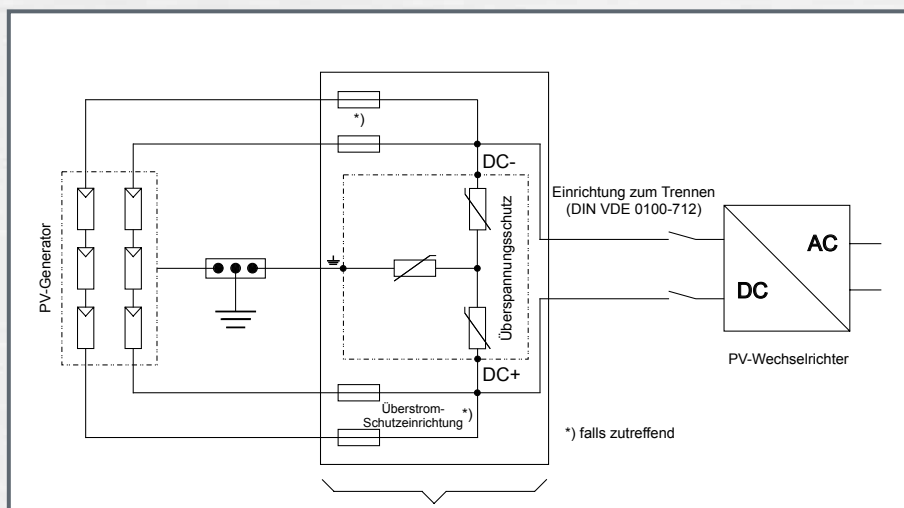 *)
DC-
Einrichtung zum Trennen
(DIN VDE 0100-712)
PV-Generator
Überspannungsschutz
AC
DC
PV-Wechselrichter
DC+
Überstrom-
Schutzeinrichtung *)
*) falls zutreffend